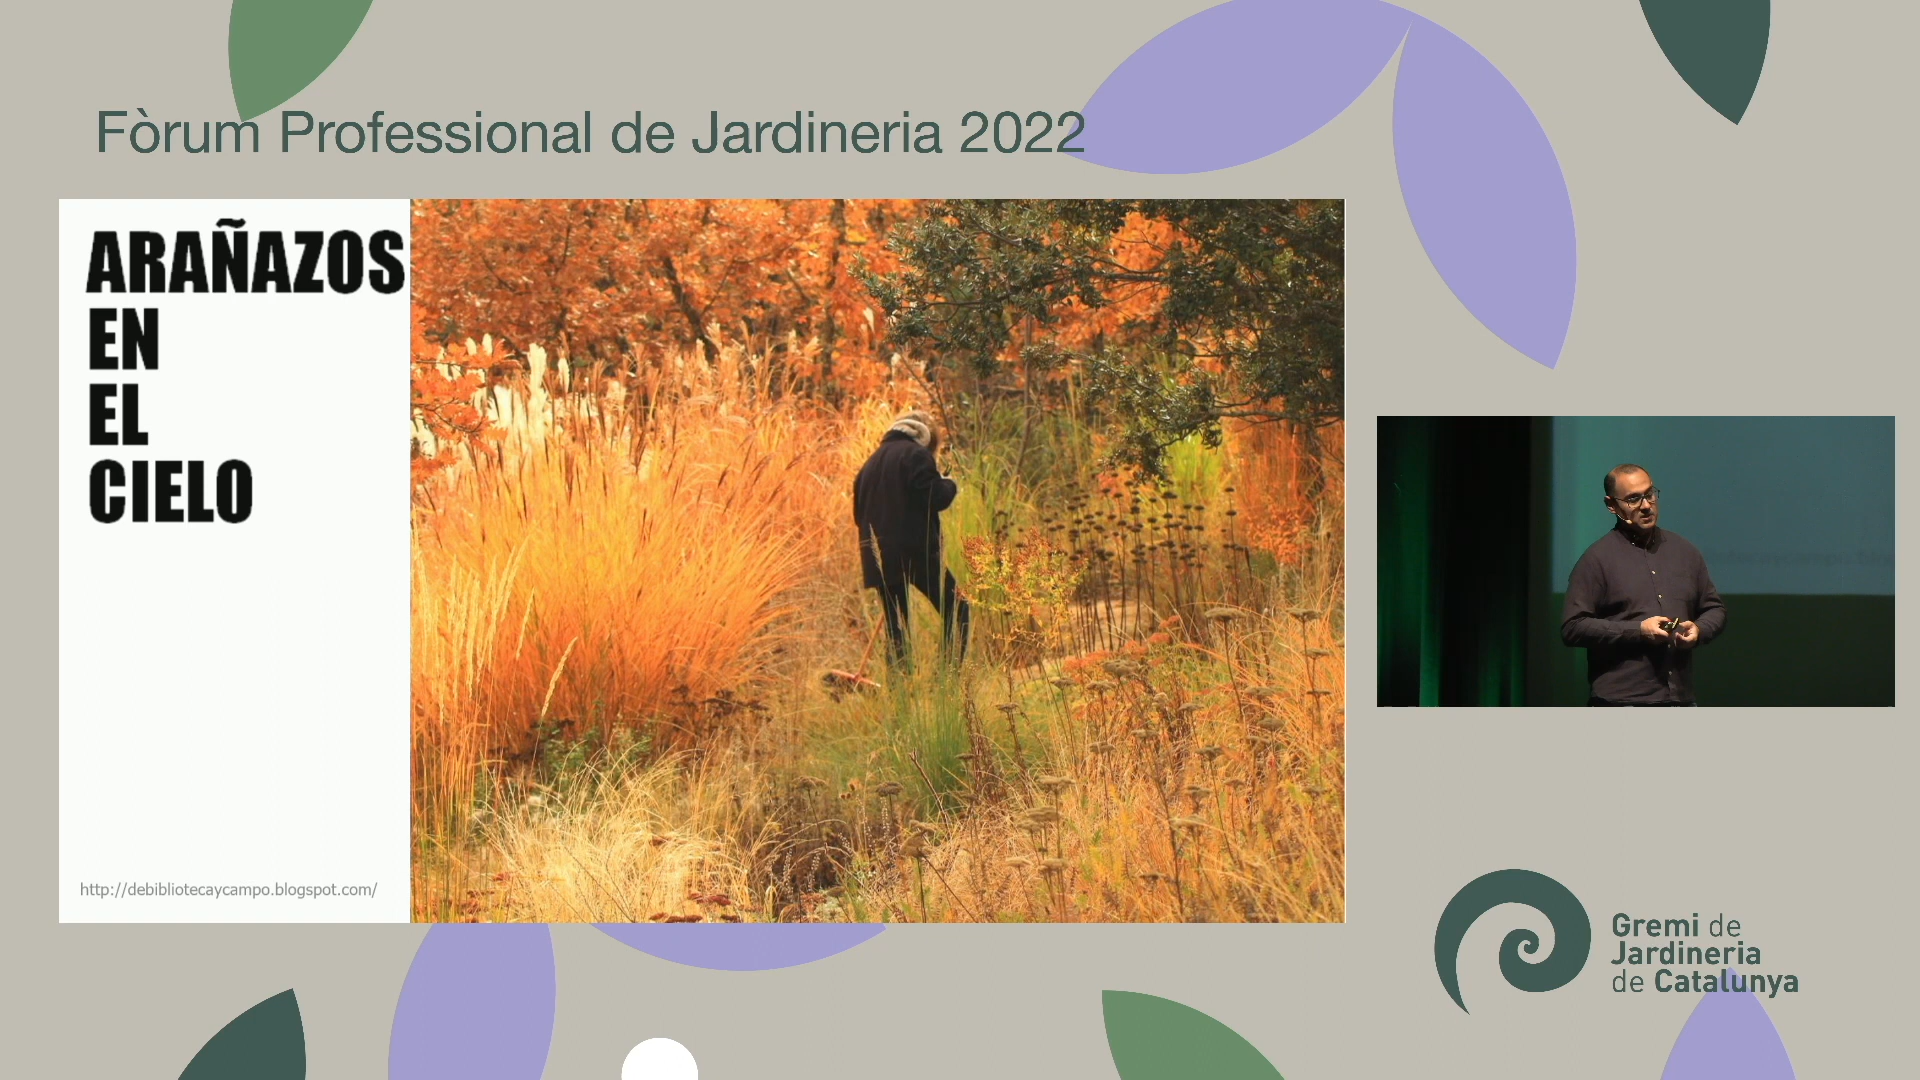 Fòrum Professional de Jardineria 2022
ARAÑAZOS
EN
EL
CIELO
http://debibliotecaycampo.blogspot.com/
Gremi de
Jardineria
de Catalunya